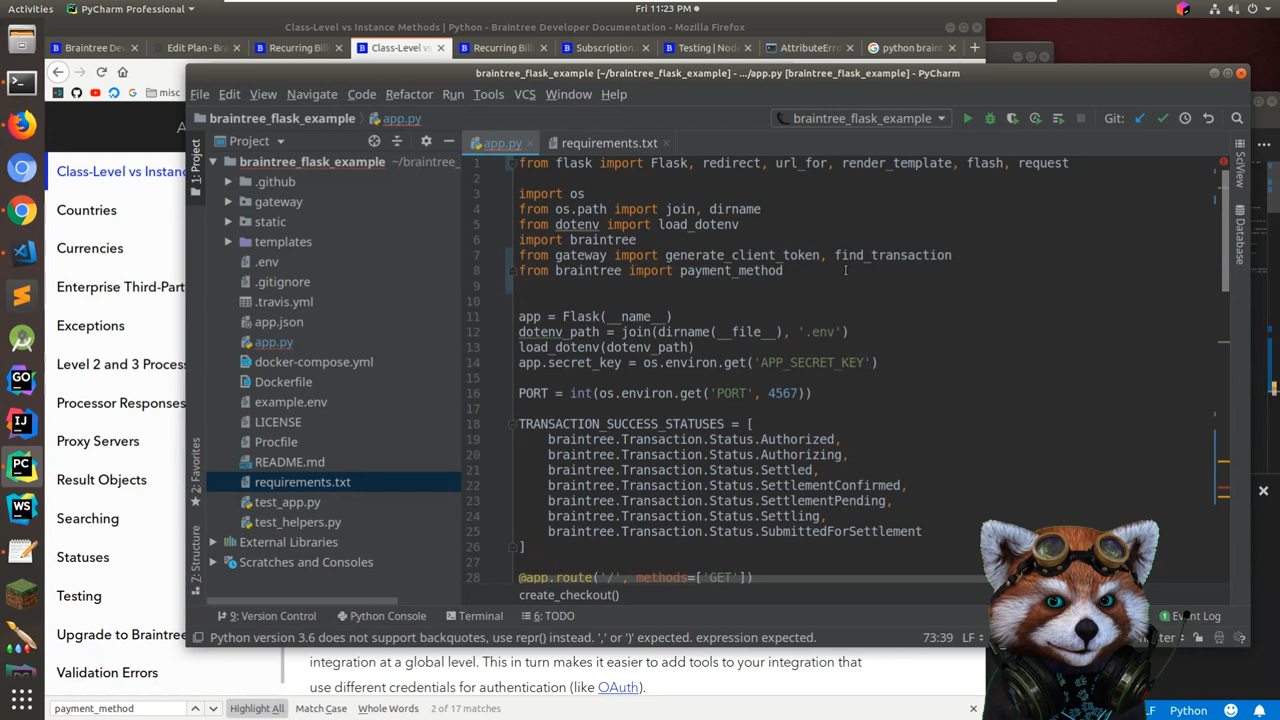 Activities
PyCharm Professional
Fri 11:23 PM
Class-Level vs Instance Methods | Python - Braintree Developer Documentation - Mozilla Firefox
Braintree De
Edit Plan - Bra
Recurring Bill
Class-Level vs
Recurring Bill
Subscription.
Testing | Node
AttributeErro
python braint
misc
A
braintree_flask_example [~/braintree_flask_example] - .../app.py [braintree_flask_example] - PyCharm
File Edit View Navigate Code Refactor Run Tools VCS Window Help
braintree_flask_example
app.py
braintree_flask_example
Git:
Project
app.py
requirements.txt
1: Project
braintree_flask_example ~/braintree_
.github
gateway
static
templates
.env
.gitignore
.travis.yml
app.json
app.py
docker-compose.yml
Dockerfile
example.env
LICENSE
Procfile
README.md
requirements.txt
test_app.py
test_helpers.py
External Libraries
Scratches and Consoles
2: Favorites
7: Structure
1 from flask import Flask, redirect, url_for, render_template, flash, request
2
3 import os
4 from os.path import join, dirname
5 from dotenv import load_dotenv
6 import braintree
7 from gateway import generate_client_token, find_transaction
8 from braintree import payment_method
9
10
11 app = Flask(__name__)
12 dotenv_path = join(dirname(__file__), '.env')
13 load_dotenv(dotenv_path)
14 app.secret_key = os.environ.get('APP_SECRET_KEY')
15
16 PORT = int(os.environ.get('PORT', 4567))
17
18 TRANSACTION_SUCCESS_STATUSES = [
19 braintree.Transaction.Status.Authorized,
20 braintree.Transaction.Status.Authorizing,
21 braintree.Transaction.Status.Settled,
22 braintree.Transaction.Status.SettlementConfirmed,
23 braintree.Transaction.Status.SettlementPending,
24 braintree.Transaction.Status.Settling,
25 braintree.Transaction.Status.SubmittedForSettlement
26 ]
27
28 @app.route('/', methods=['GET'])
create_checkout()
SciView
Database
9: Version Control
Python Console
Terminal
6: TODO
1 Event Log
Python version 3.6 does not support backquotes, use repr() instead. ',' or ')' expected. expression expected.
73:39
LF
Class-Level vs Instanc
Countries
Currencies
Enterprise Third-Part
Exceptions
Level 2 and 3 Process
Processor Responses
Proxy Servers
Result Objects
Searching
Statuses
Testing
Upgrade to Braintree
Validation Errors
integration at a global level. This in turn makes it easier to add tools to your integration that
use different credentials for authentication (like OAuth).
payment_method
Highlight All
Match Case
Whole Words
2 of 17 matches
LF
Python